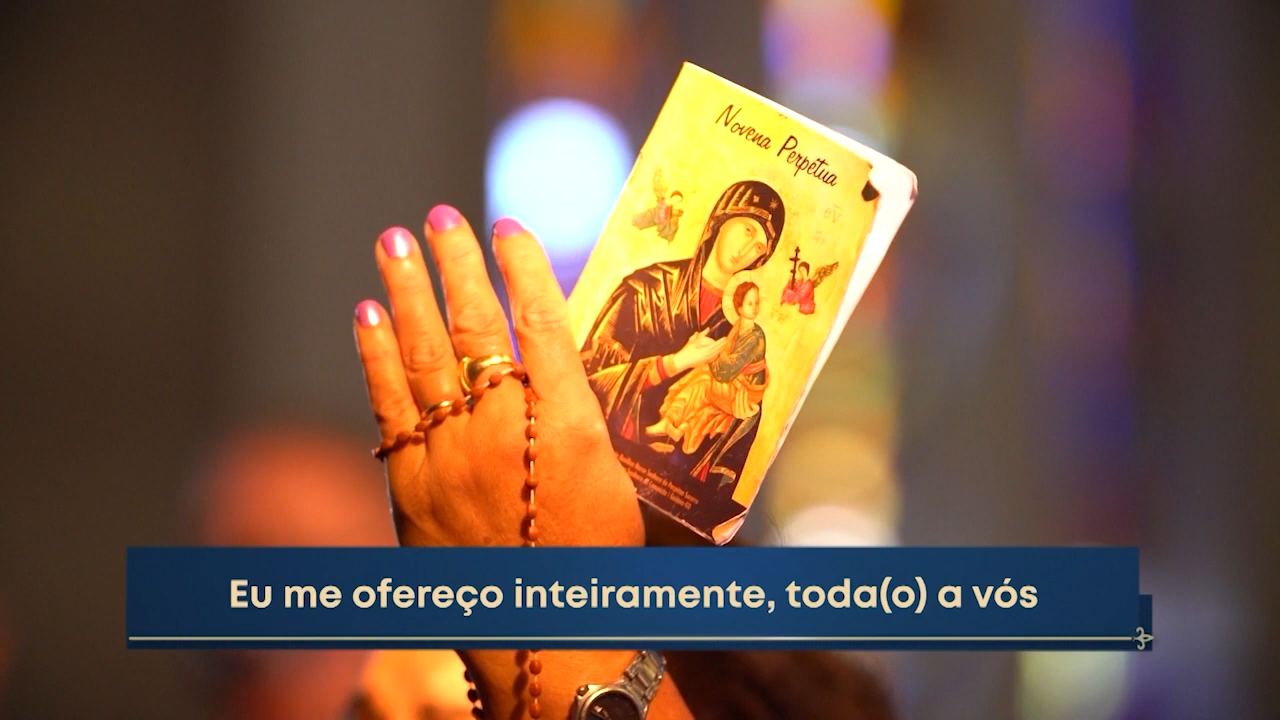 Novena Perpétua
Eu me ofereço inteiramente, toda(o) a vós